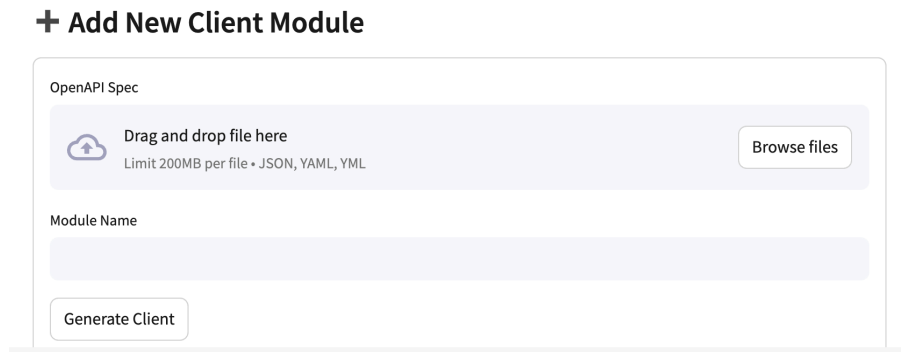 ➕ Add New Client Module
OpenAPI Spec
Drag and drop file here
Browse files
Limit 200MB per file • JSON, YAML, YML
Module Name
Generate Client